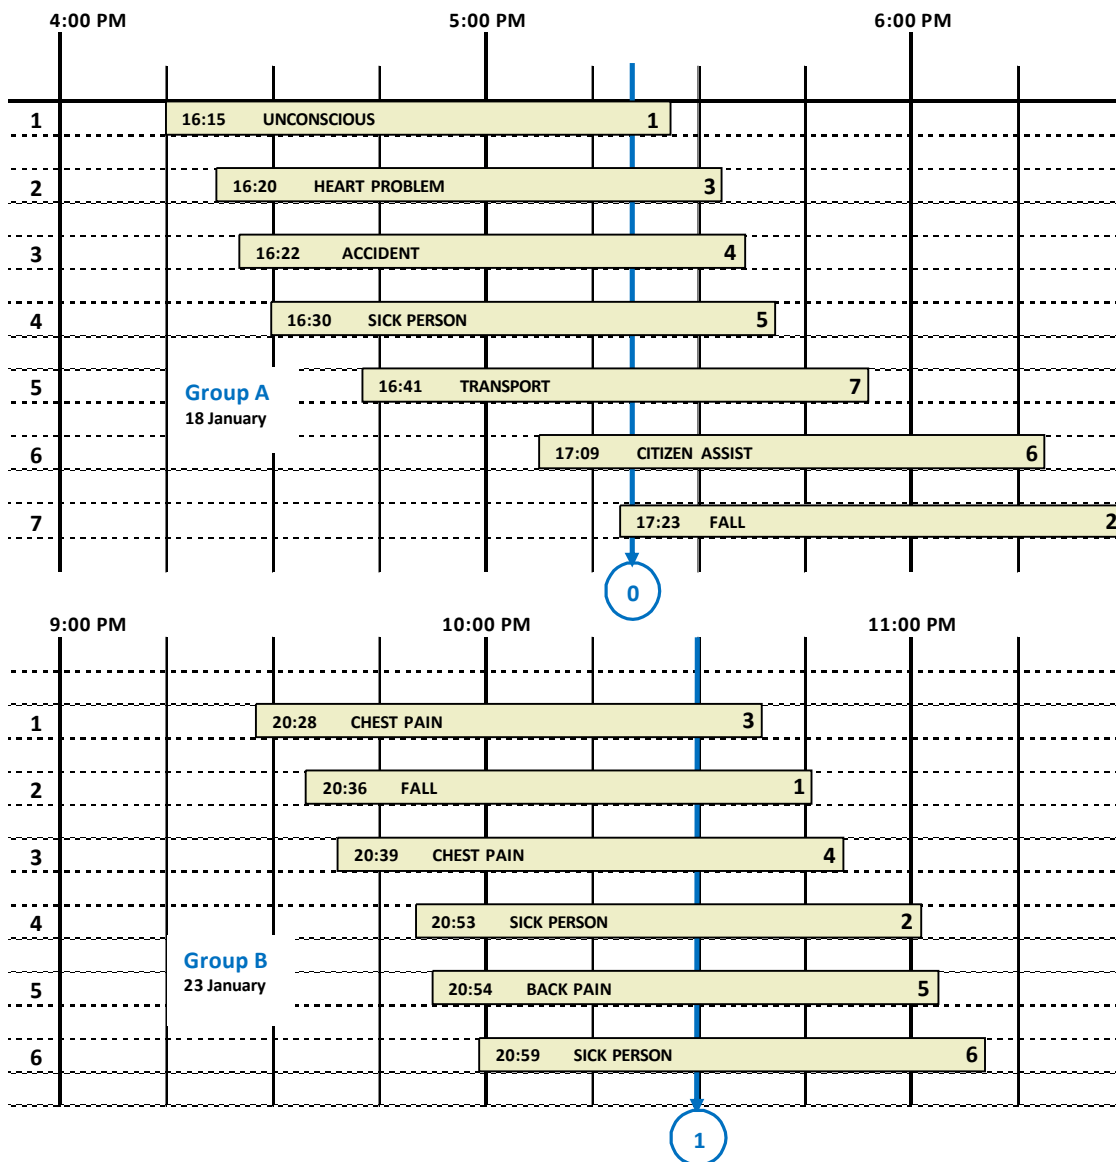 4:00 PM 5:00 PM 6:00 PM
1 16:15 UNCONSCIOUS 1
2 16:20 HEART PROBLEM 3
3 16:22 ACCIDENT 4
4 16:30 SICK PERSON 5
5 16:41 TRANSPORT 7
Group A
18 January
6 17:09 CITIZEN ASSIST 6
7 17:23 FALL 2
0
9:00 PM 10:00 PM 11:00 PM
1 20:28 CHEST PAIN 3
2 20:36 FALL 1
3 20:39 CHEST PAIN 4
4 20:53 SICK PERSON 2
Group B
23 January
5 20:54 BACK PAIN 5
6 20:59 SICK PERSON 6
1